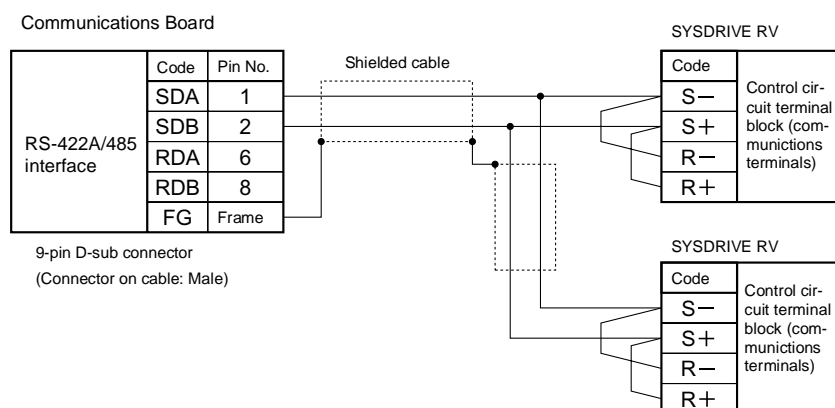 Communications Board
RS-422A/485
interface
Code Pin No.
SDA 1
SDB 2
RDA 6
RDB 8
FG Frame
9-pin D-sub connector
(Connector on cable: Male)
Shielded cable
SYSDRIVE RV
Code
S−
S+
R−
R+
Control cir-
cuit terminal
block (com-
munictions
terminals)
SYSDRIVE RV
Code
S−
S+
R−
R+
Control cir-
cuit terminal
block (com-
munictions
terminals)